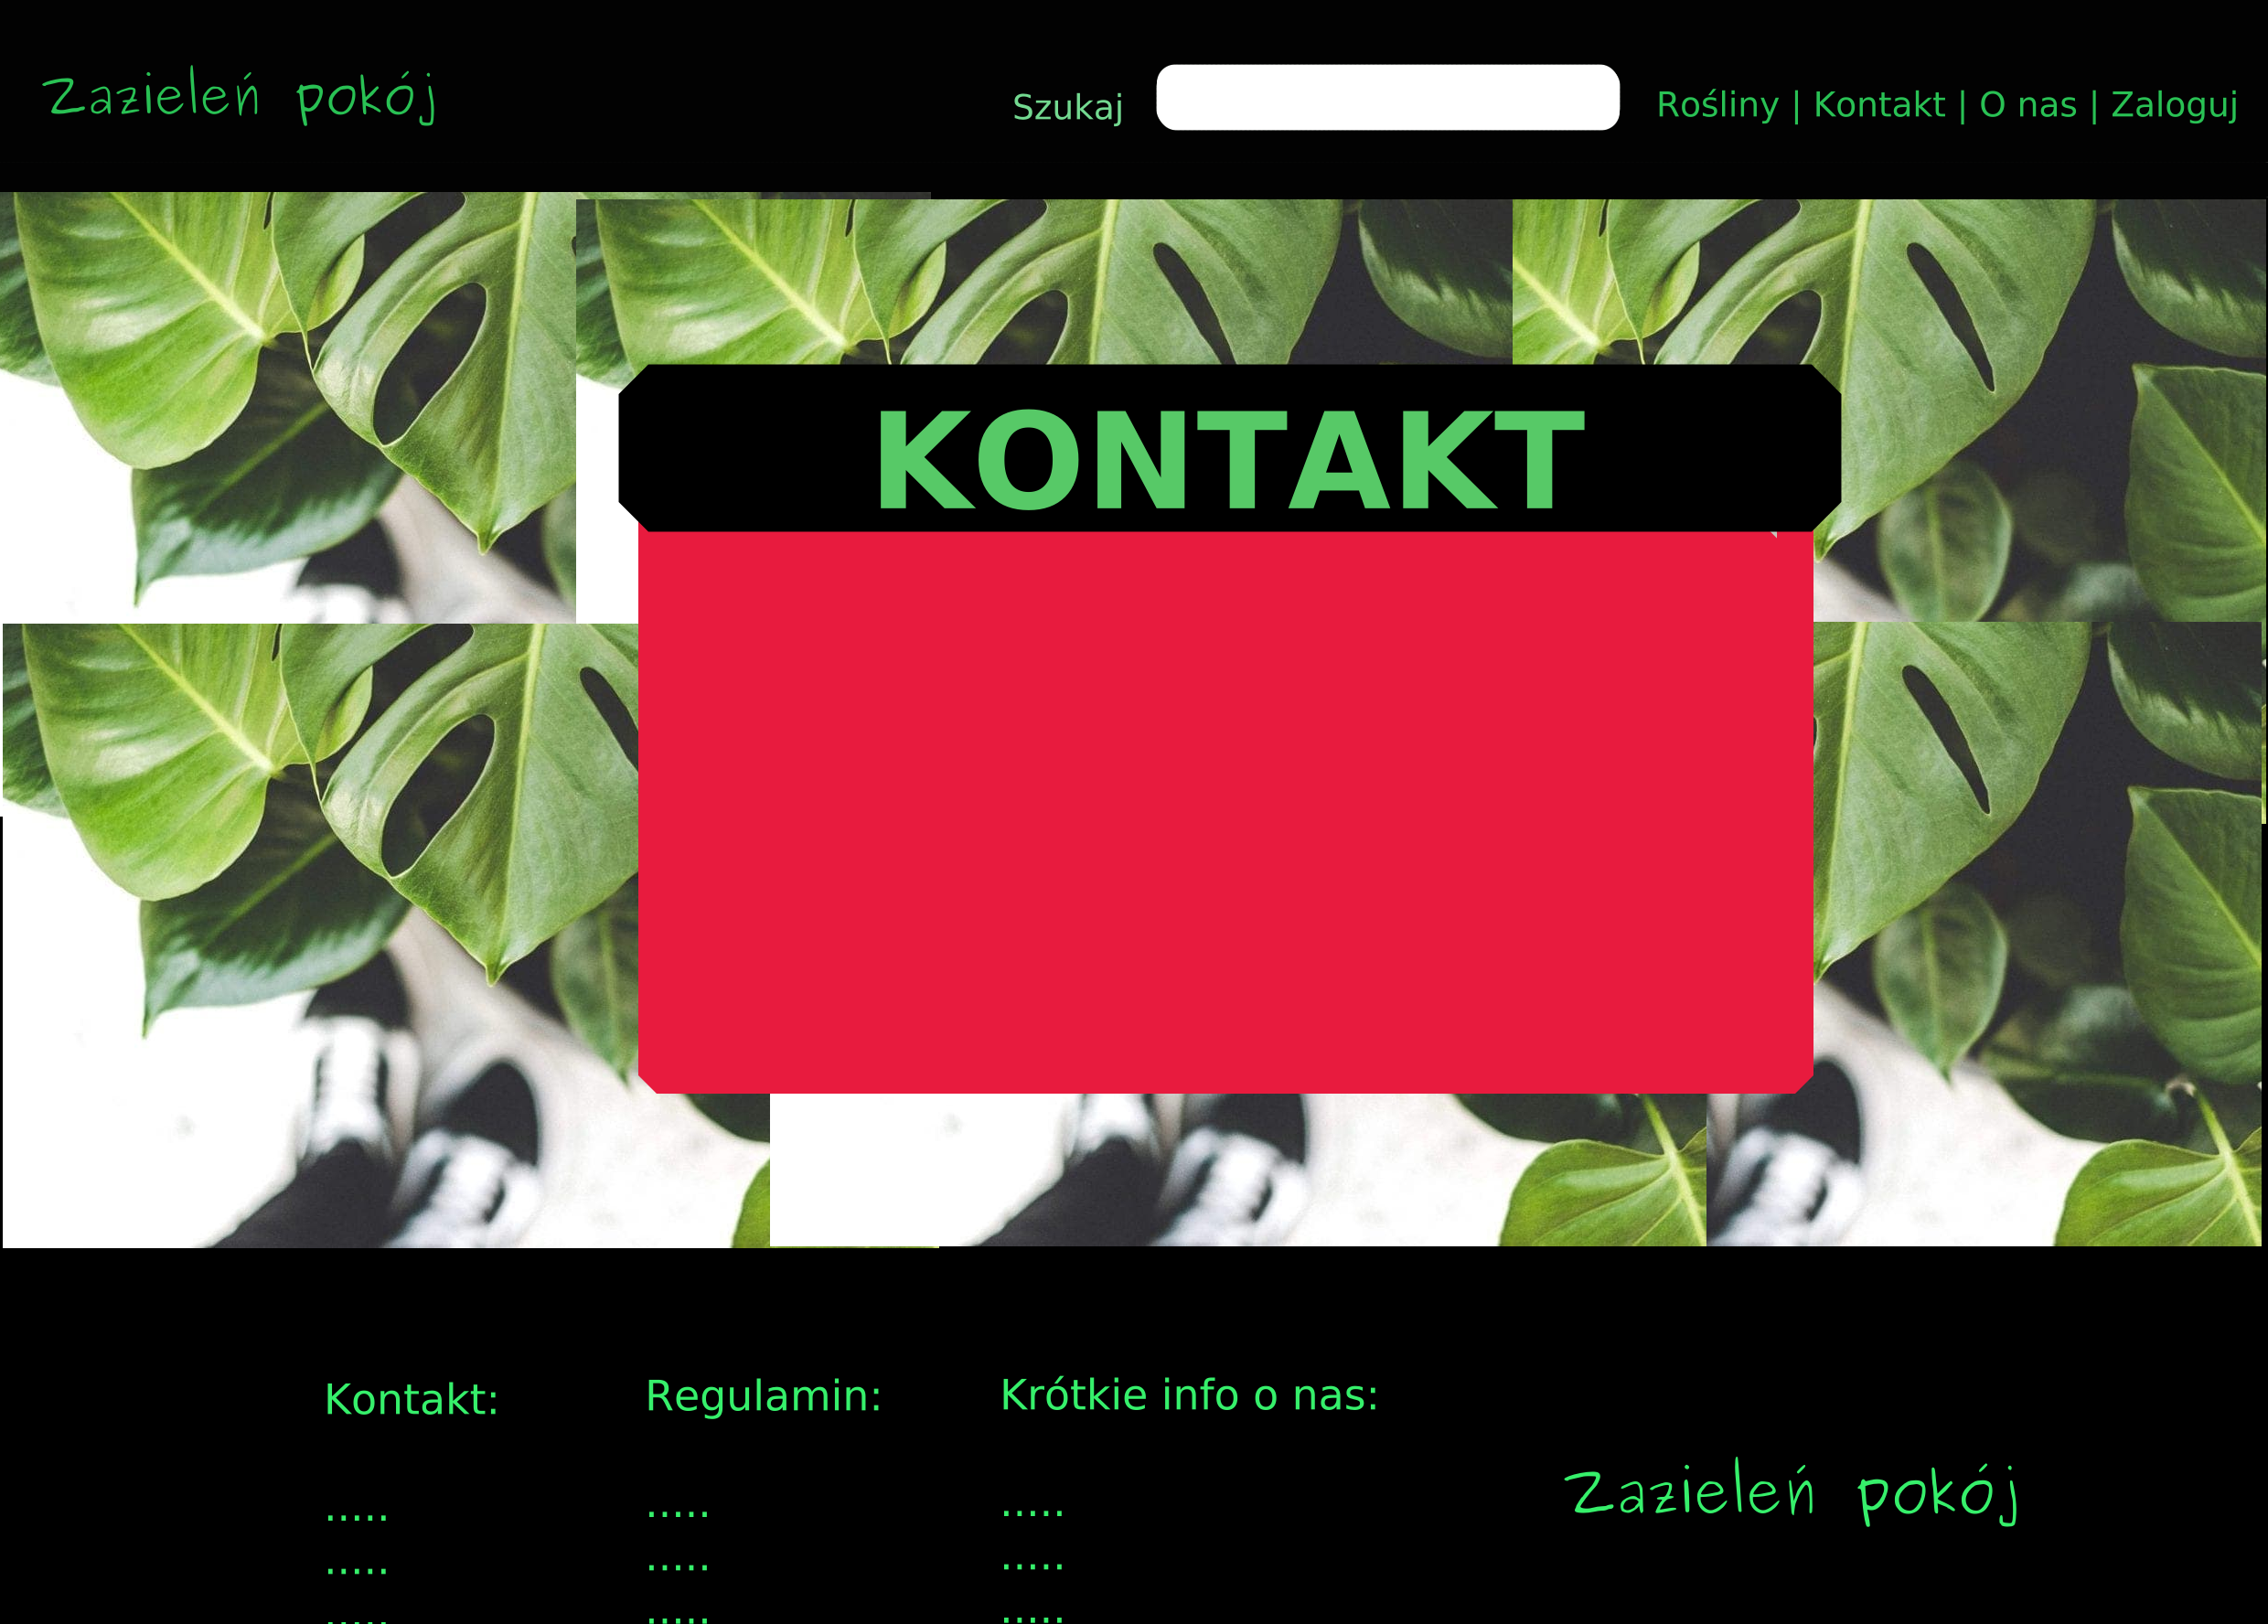 Zazieleń pokój
Szukaj
Rośliny | Kontakt | O nas | Zaloguj
KONTAKT
Kontakt:
.....
.....
.....
Regulamin:
.....
.....
.....
Krótkie info o nas:
.....
.....
.....
Zazieleń pokój